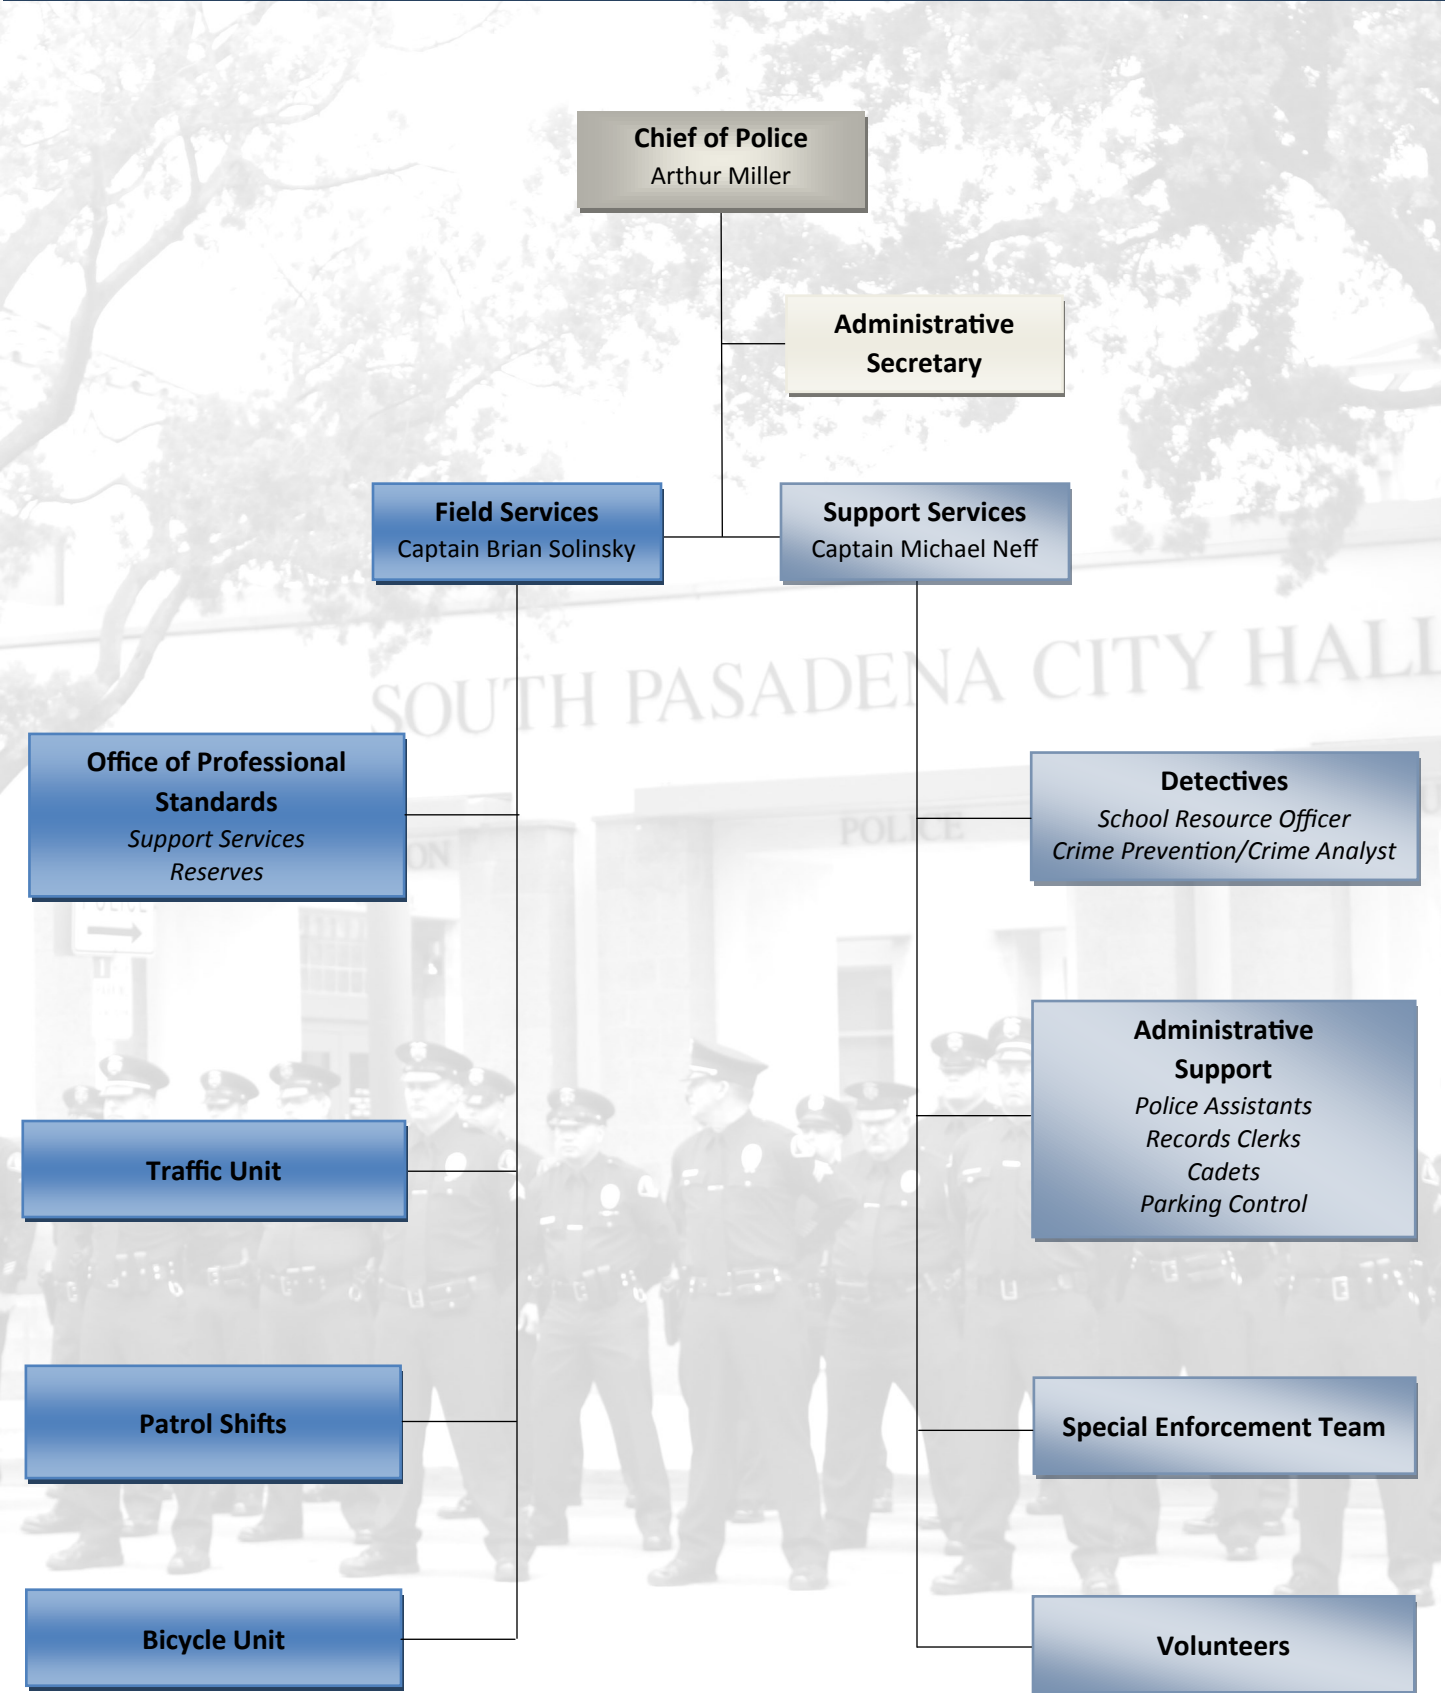 Chief of Police
Arthur Miller
Administrative
Secretary
Field Services
Captain Brian Solinsky
Support Services
Captain Michael Neff
SOUTH PASADENA CITY HALL
Office of Professional
Standards
Support Services
Reserves
Detectives
School Resource Officer
Crime Prevention/Crime Analyst
POLICE
Administrative
Support
Police Assistants
Records Clerks
Cadets
Parking Control
Traffic Unit
Patrol Shifts
Special Enforcement Team
Bicycle Unit
Volunteers